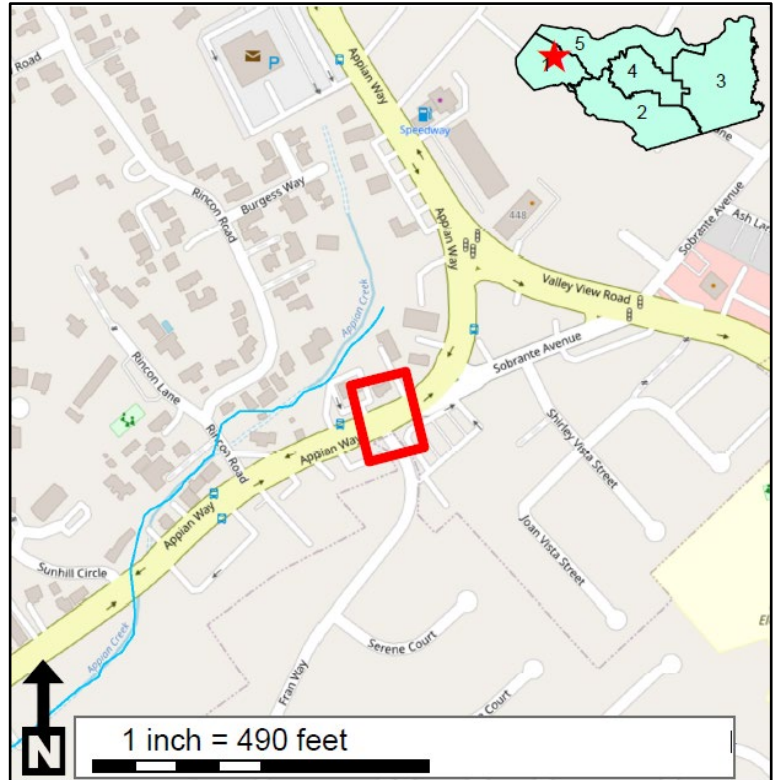 Road
Appian Way
5
1
4
3
2
P
Speedway
Rincon Road
Burgess Way
Appian Way
448
Sobrante Avenue
Ash Lan
Valley View Road
Appian Creek
Sobrante Avenue
Rincon Lane
Rincon Road
Appian Way
Shirley Vista Street
Appian Way
Joan Vista Street
Sunhill Circle
Appian Creek
Serene Court
Fran Way
Court
El
N
1 inch = 490 feet